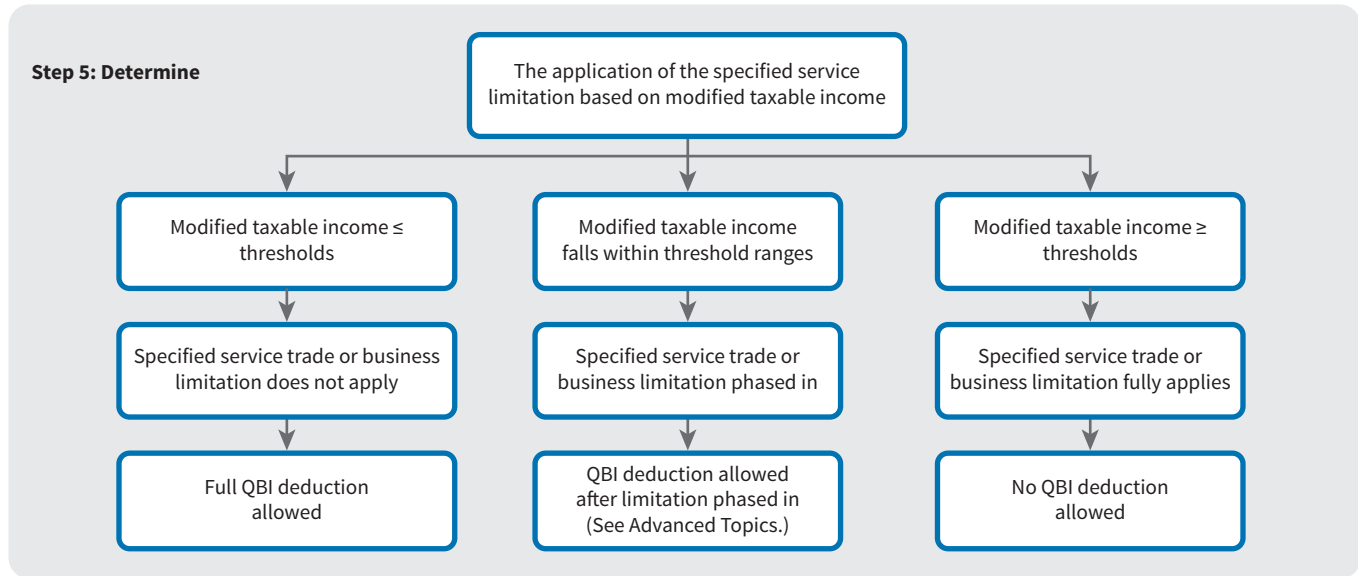 Step 5: Determine
The application of the specified service
limitation based on modified taxable income
Modified taxable income ≤
thresholds
Modified taxable income
falls within threshold ranges
Modified taxable income ≥
thresholds
Specified service trade or business
limitation does not apply
Specified service trade or
business limitation phased in
Specified service trade or
business limitation fully applies
Full QBI deduction
allowed
QBI deduction allowed
after limitation phased in
(See Advanced Topics.)
No QBI deduction
allowed